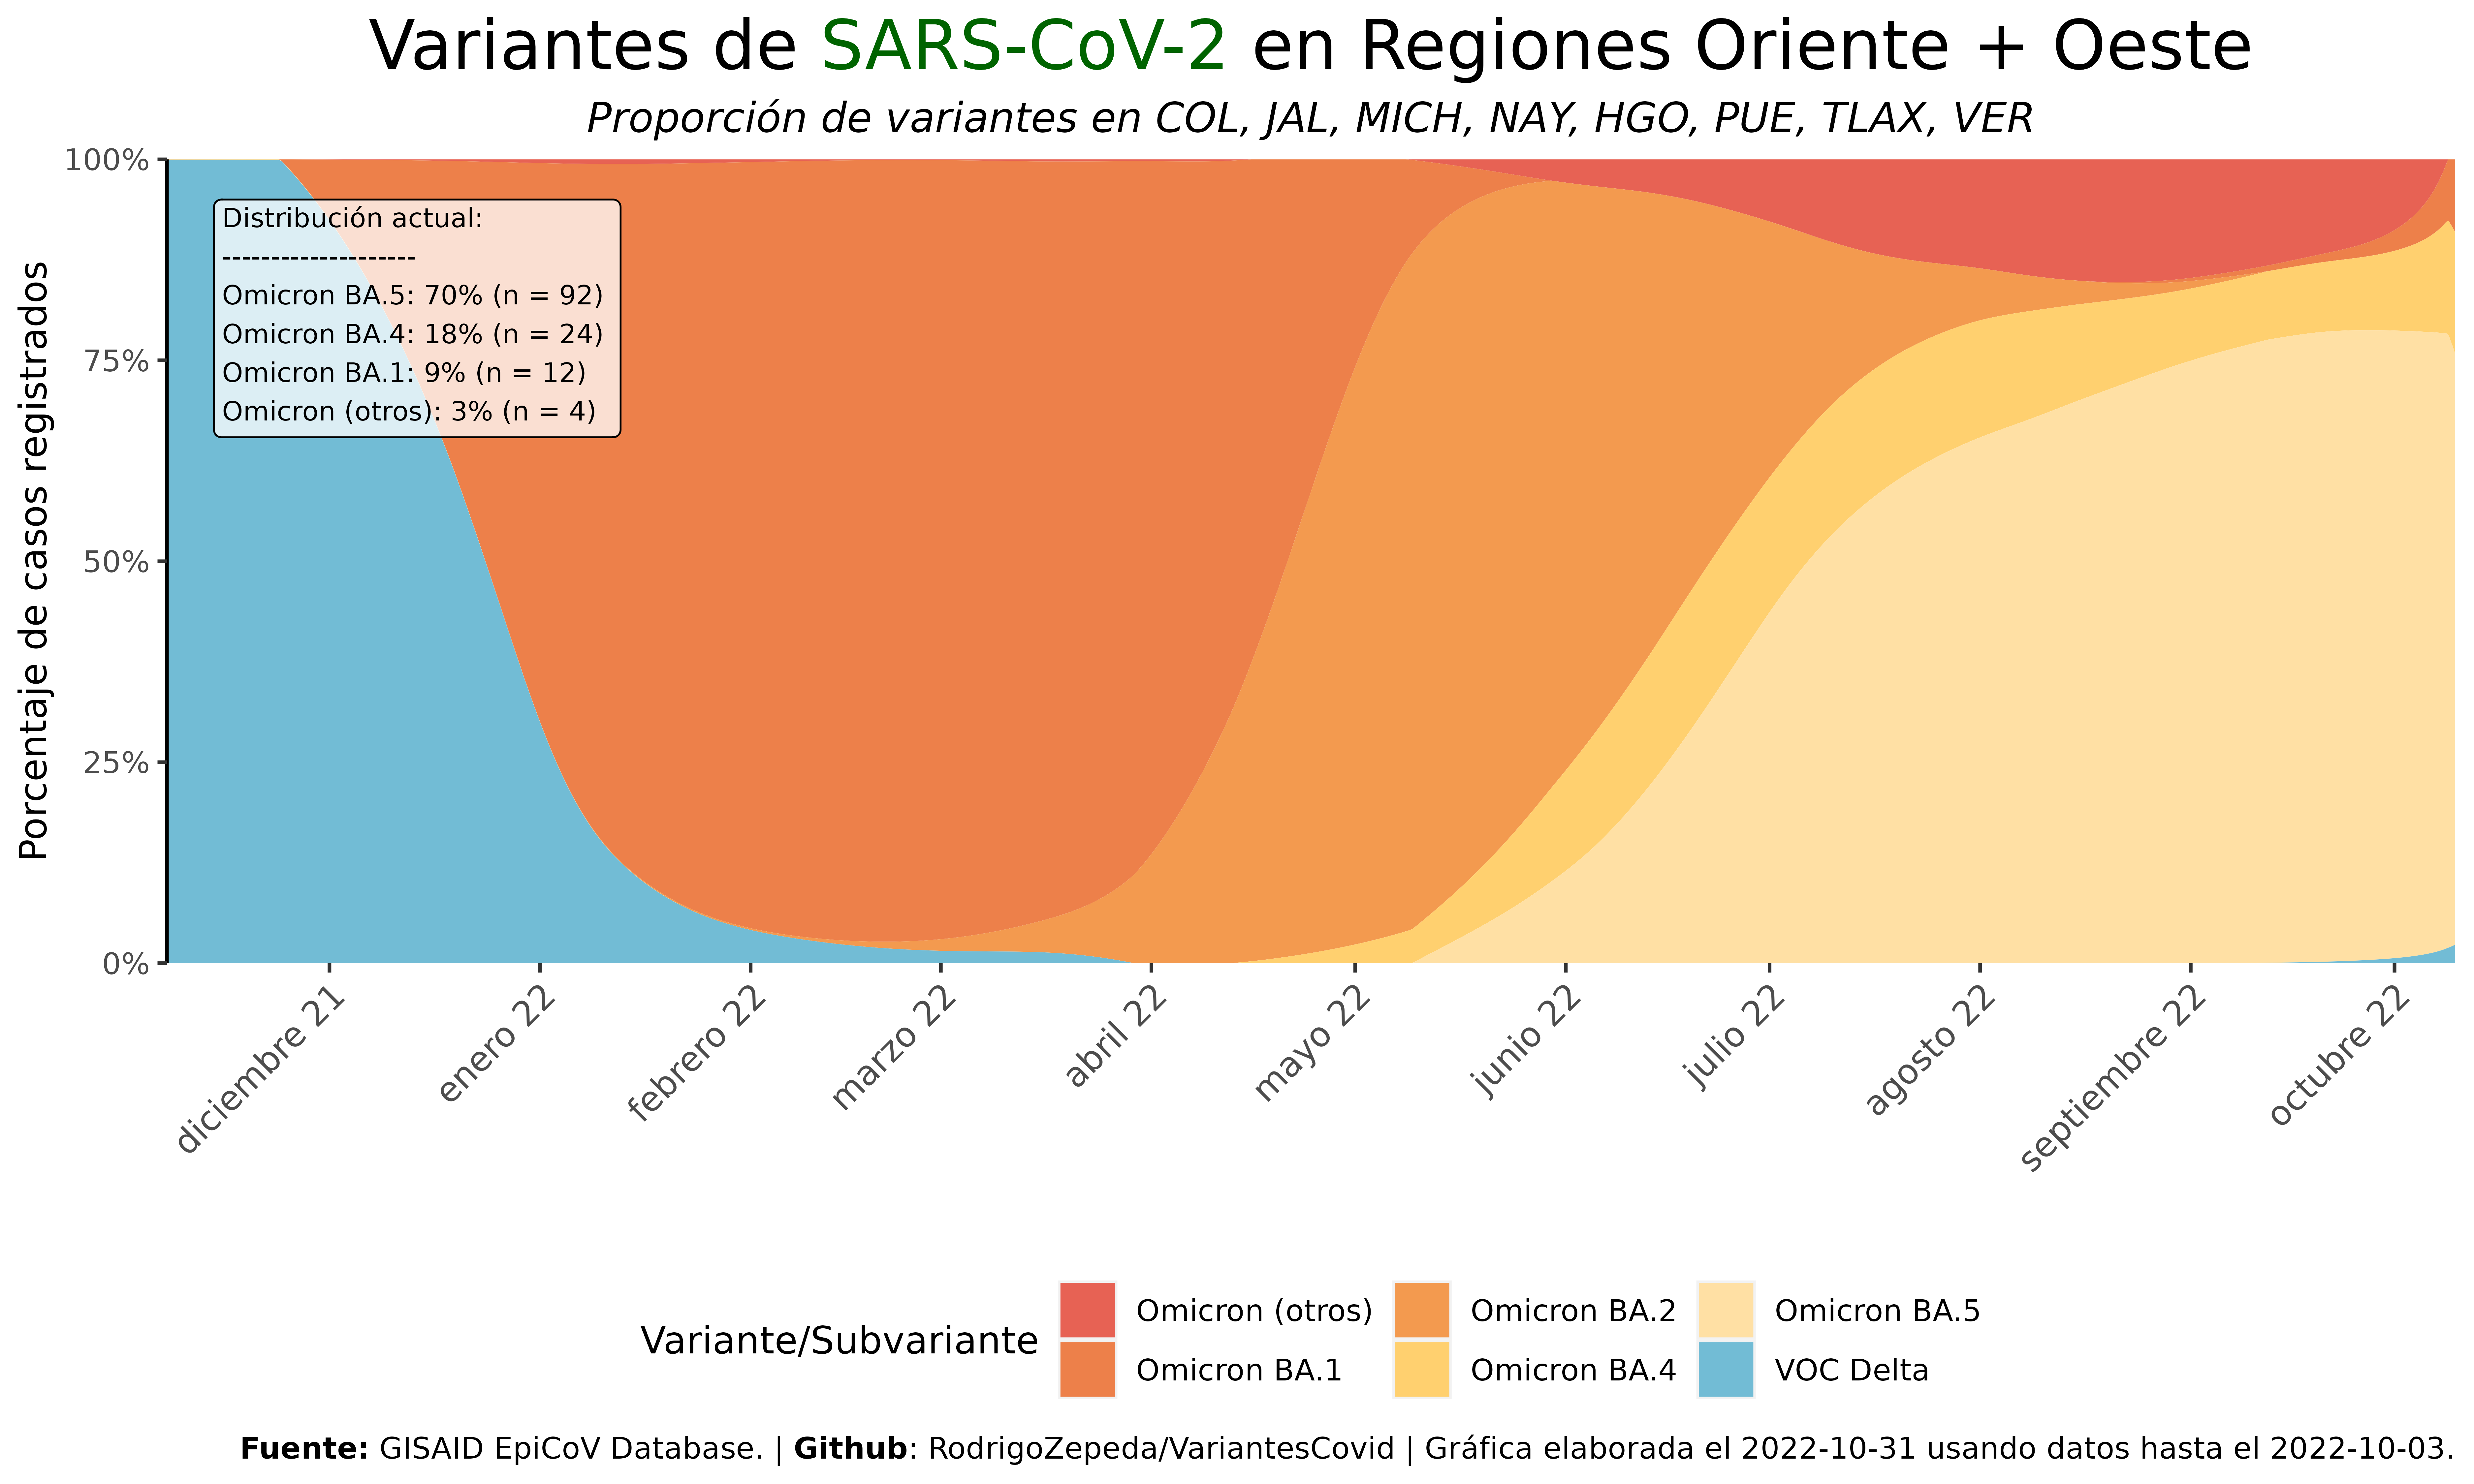 Variantes de SARS-CoV-2 en Regiones Oriente + Oeste
Proporción de variantes en COL, JAL, MICH, NAY, HGO, PUE, TLAX, VER
Porcentaje de casos registrados
100%
75%
50%
25%
0%
Distribución actual:
--------------------
Omicron BA.5: 70% (n = 92)
Omicron BA.4: 18% (n = 24)
Omicron BA.1: 9% (n = 12)
Omicron (otros): 3% (n = 4)
diciembre 21
enero 22
febrero 22
marzo 22
abril 22
mayo 22
junio 22
julio 22
agosto 22
septiembre 22
octubre 22
Variante/Subvariante
Omicron (otros)
Omicron BA.1
Omicron BA.2
Omicron BA.4
Omicron BA.5
VOC Delta
Fuente: GISAID EpiCoV Database. | Github: RodrigoZepeda/VariantesCovid | Gráfica elaborada el 2022-10-31 usando datos hasta el 2022-10-03.